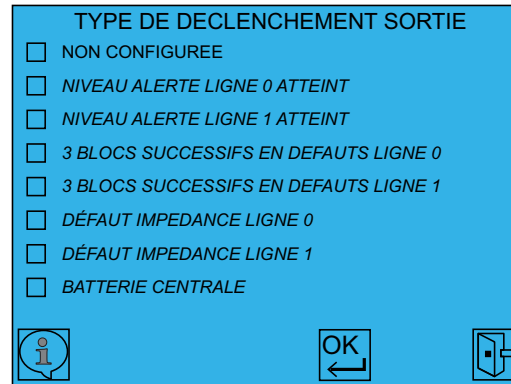 TYPE DE DECLENCHEMENT SORTIE
NON CONFIGUREE
NIVEAU ALERTE LIGNE 0 ATTEINT
NIVEAU ALERTE LIGNE 1 ATTEINT
3 BLOCS SUCCESSIFS EN DEFAUTS LIGNE 0
3 BLOCS SUCCESSIFS EN DEFAUTS LIGNE 1
DÉFAUT IMPEDANCE LIGNE 0
DÉFAUT IMPEDANCE LIGNE 1
BATTERIE CENTRALE
i
OK